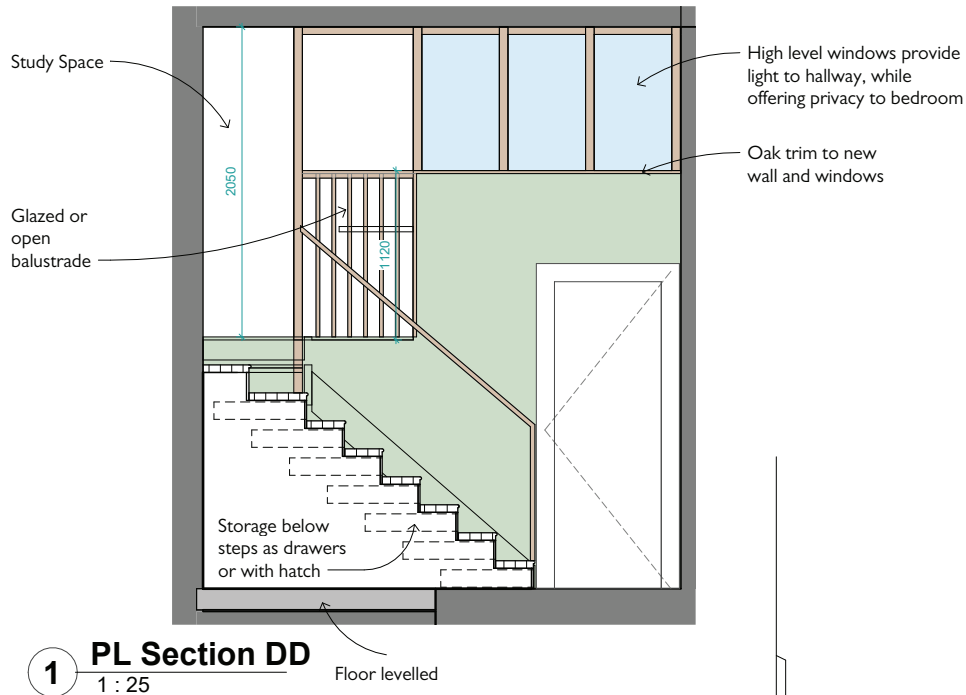 Study Space
High level windows provide
light to hallway, while
offering privacy to bedroom
Oak trim to new
wall and windows
2050
Glazed or
open
balustrade
1120
Storage below
steps as drawers
or with hatch
1
PL Section DD
1 : 25
Floor levelled